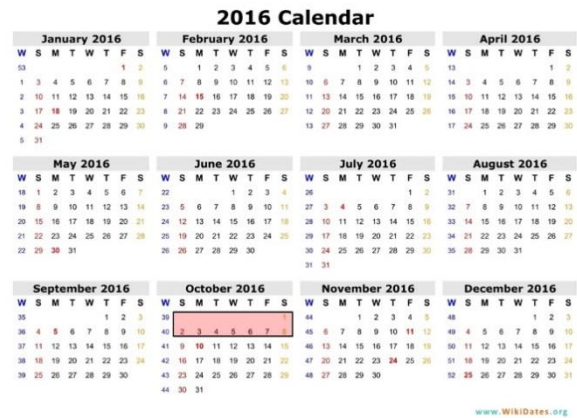 2016 Calendar
January 2016
W S M T W T F S
53 1 2
1 3 4 5 6 7 8 9
2 10 11 12 13 14 15 16
3 17 18 19 20 21 22 23
4 24 25 26 27 28 29 30
5 31
February 2016
W S M T W T F S
5 1 2 3 4 5 6
6 7 8 9 10 11 12 13
7 14 15 16 17 18 19 20
8 21 22 23 24 25 26 27
9 28 29
March 2016
W S M T W T F S
9 1 2 3 4 5
10 6 7 8 9 10 11 12
11 13 14 15 16 17 18 19
12 20 21 22 23 24 25 26
13 27 28 29 30 31
April 2016
W S M T W T F S
13 1 2
14 3 4 5 6 7 8 9
15 10 11 12 13 14 15 16
16 17 18 19 20 21 22 23
17 24 25 26 27 28 29 30
May 2016
W S M T W T F S
18 1 2 3 4 5 6 7
19 8 9 10 11 12 13 14
20 15 16 17 18 19 20 21
21 22 23 24 25 26 27 28
22 29 30 31
June 2016
W S M T W T F S
22 1 2 3 4
23 5 6 7 8 9 10 11
24 12 13 14 15 16 17 18
25 19 20 21 22 23 24 25
26 26 27 28 29 30
July 2016
W S M T W T F S
26 1 2
27 3 4 5 6 7 8 9
28 10 11 12 13 14 15 16
29 17 18 19 20 21 22 23
30 24 25 26 27 28 29 30
31 31
August 2016
W S M T W T F S
31 1 2 3 4 5 6
32 7 8 9 10 11 12 13
33 14 15 16 17 18 19 20
34 21 22 23 24 25 26 27
35 28 29 30 31
September 2016
W S M T W T F S
35 1 2 3
36 4 5 6 7 8 9 10
37 11 12 13 14 15 16 17
38 18 19 20 21 22 23 24
39 25 26 27 28 29 30
October 2016
W S M T W T F S
39 1
40 2 3 4 5 6 7 8
41 9 10 11 12 13 14 15
42 16 17 18 19 20 21 22
43 23 24 25 26 27 28 29
44 30 31
November 2016
W S M T W T F S
44 1 2 3 4 5
45 6 7 8 9 10 11 12
46 13 14 15 16 17 18 19
47 20 21 22 23 24 25 26
48 27 28 29 30
December 2016
W S M T W T F S
48 1 2 3
49 4 5 6 7 8 9 10
50 11 12 13 14 15 16 17
51 18 19 20 21 22 23 24
52 25 26 27 28 29 30 31
www.WikiDates.org